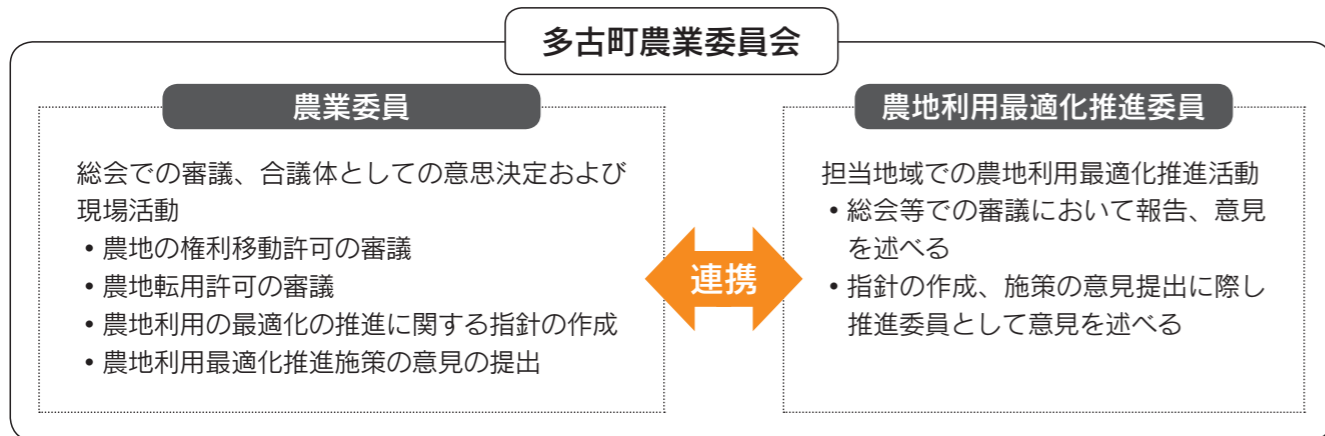 多古町農業委員会
農業委員
総会での審議、合議体としての意思決定および
現場活動
・農地の権利移動許可の審議
・農地転用許可の審議
・農地利用の最適化の推進に関する指針の作成
・農地利用最適化推進施策の意見の提出
連携
農地利用最適化推進委員
担当地域での農地利用最適化推進活動
・総会等での審議において報告、意見
を述べる
・指針の作成、施策の意見提出に際し
推進委員として意見を述べる